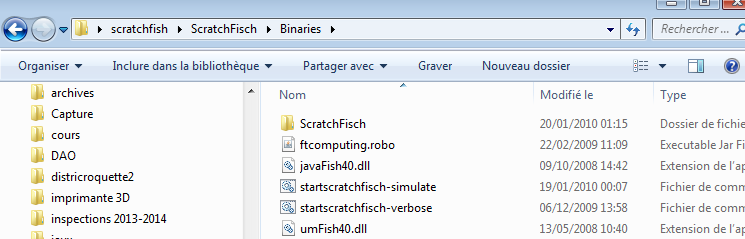 scratchfish ▸ ScratchFisch ▸ Binaries ▸ Rechercher ...
Organiser Inclure dans la bibliothèque Partager avec Graver Nouveau dossier
archives Nom Modifié le Type
Capture ScratchFisch 20/01/2010 01:15 Dossier de fichie
cours ftcomputing.robo 22/02/2009 11:09 Executable Jar Fi
DAO javaFish40.dll 09/10/2008 14:42 Extension de l'ap
districroquette2 startscratchfisch-simulate 19/01/2010 00:07 Fichier de comm
imprimante 3D startscratchfisch-verbose 06/12/2009 13:58 Fichier de comm
inspections 2013-2014 umFish40.dll 13/05/2008 10:40 Extension de l'ap